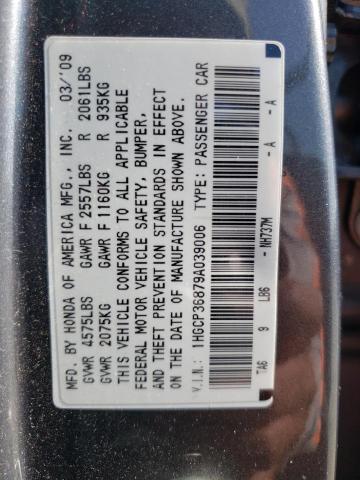 MFD. BY HONDA OF AMERICA MFG., INC. 03/'09
GVWR 4575LBS GAWR F 2557LBS R 2061LBS
GVWR 2075KG GAWR F 1160KG R 935KG
THIS VEHICLE CONFORMS TO ALL APPLICABLE
FEDERAL MOTOR VEHICLE SAFETY, BUMPER,
AND THEFT PREVENTION STANDARDS IN EFFECT
ON THE DATE OF MANUFACTURE SHOWN ABOVE.
V.I.N.: 1HGCP36879A039006 TYPE: PASSENGER CAR
TA6 9 LB6 - NH737M - A - A